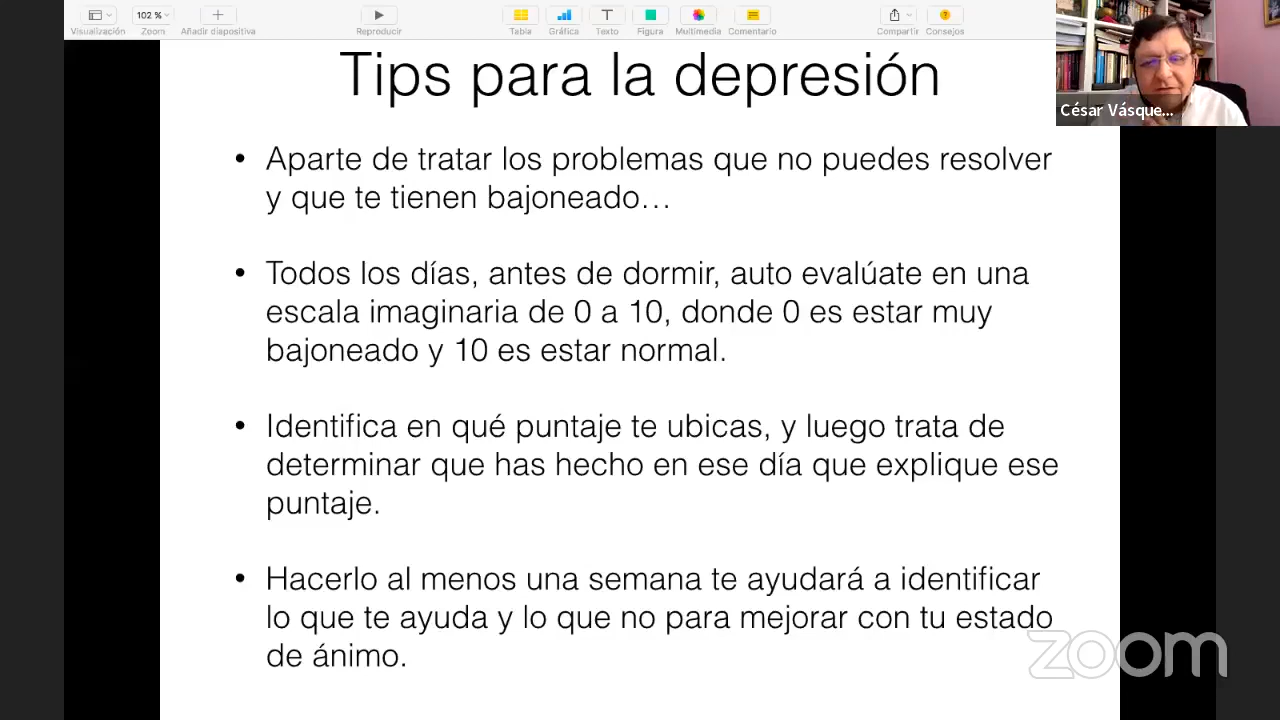 102 %
Visualización
Zoom
Añadir diapositiva
Reproducir
Tabla
Gráfica
Texto
Figura
Multimedia
Comentario
Compartir
Consejos
César Vásque...
Tips para la depresión
• Aparte de tratar los problemas que no puedes resolver
y que te tienen bajoneado…
• Todos los días, antes de dormir, auto evalúate en una
escala imaginaria de 0 a 10, donde 0 es estar muy
bajoneado y 10 es estar normal.
• Identifica en qué puntaje te ubicas, y luego trata de
determinar que has hecho en ese día que explique ese
puntaje.
• Hacerlo al menos una semana te ayudará a identificar
lo que te ayuda y lo que no para mejorar con tu estado
de ánimo.
zoom